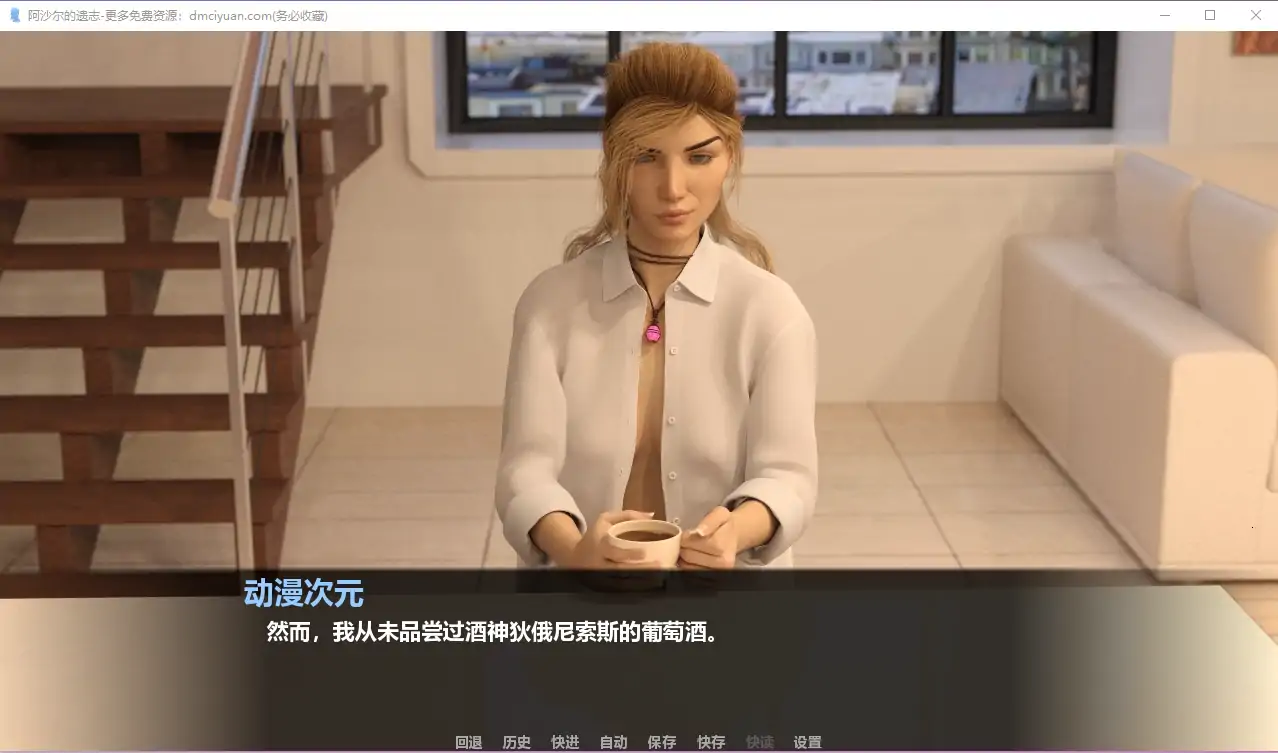 阿沙尔的遗志-更多免费资源：dmciyuan.com(务必收藏)
动漫次元
然而，我从未品尝过酒神狄俄尼索斯的葡萄酒。
回退 历史 快进 自动 保存 快存 快读 设置